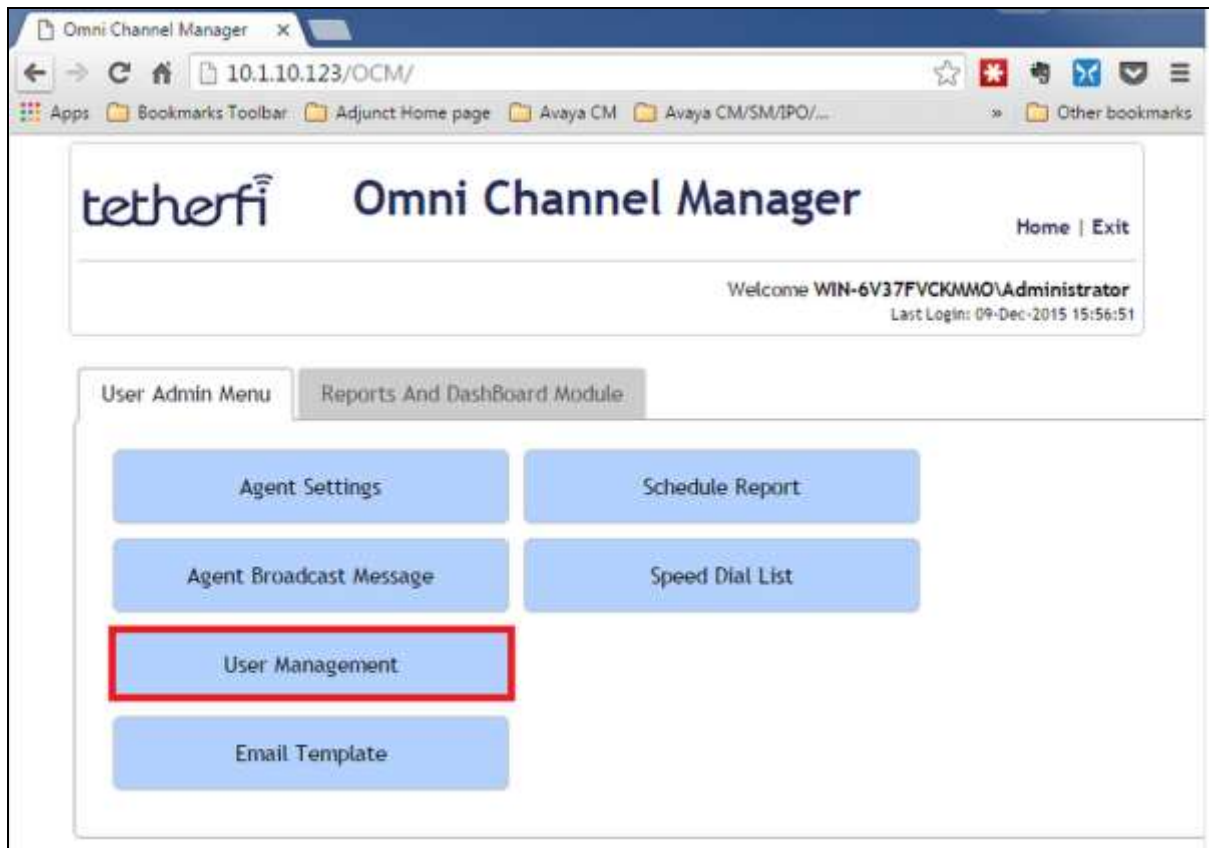 Omni Channel Manager
10.1.10.123/OCM/
Apps Bookmarks Toolbar Adjunct Home page Avaya CM Avaya CM/SM/IPO/... » Other bookmarks
tetherfi Omni Channel Manager
Home | Exit
Welcome WIN-6V37FVCKMMO\Administrator
Last Login: 09-Dec-2015 15:56:51
User Admin Menu Reports And DashBoard Module
Agent Settings Schedule Report
Agent Broadcast Message Speed Dial List
User Management
Email Template